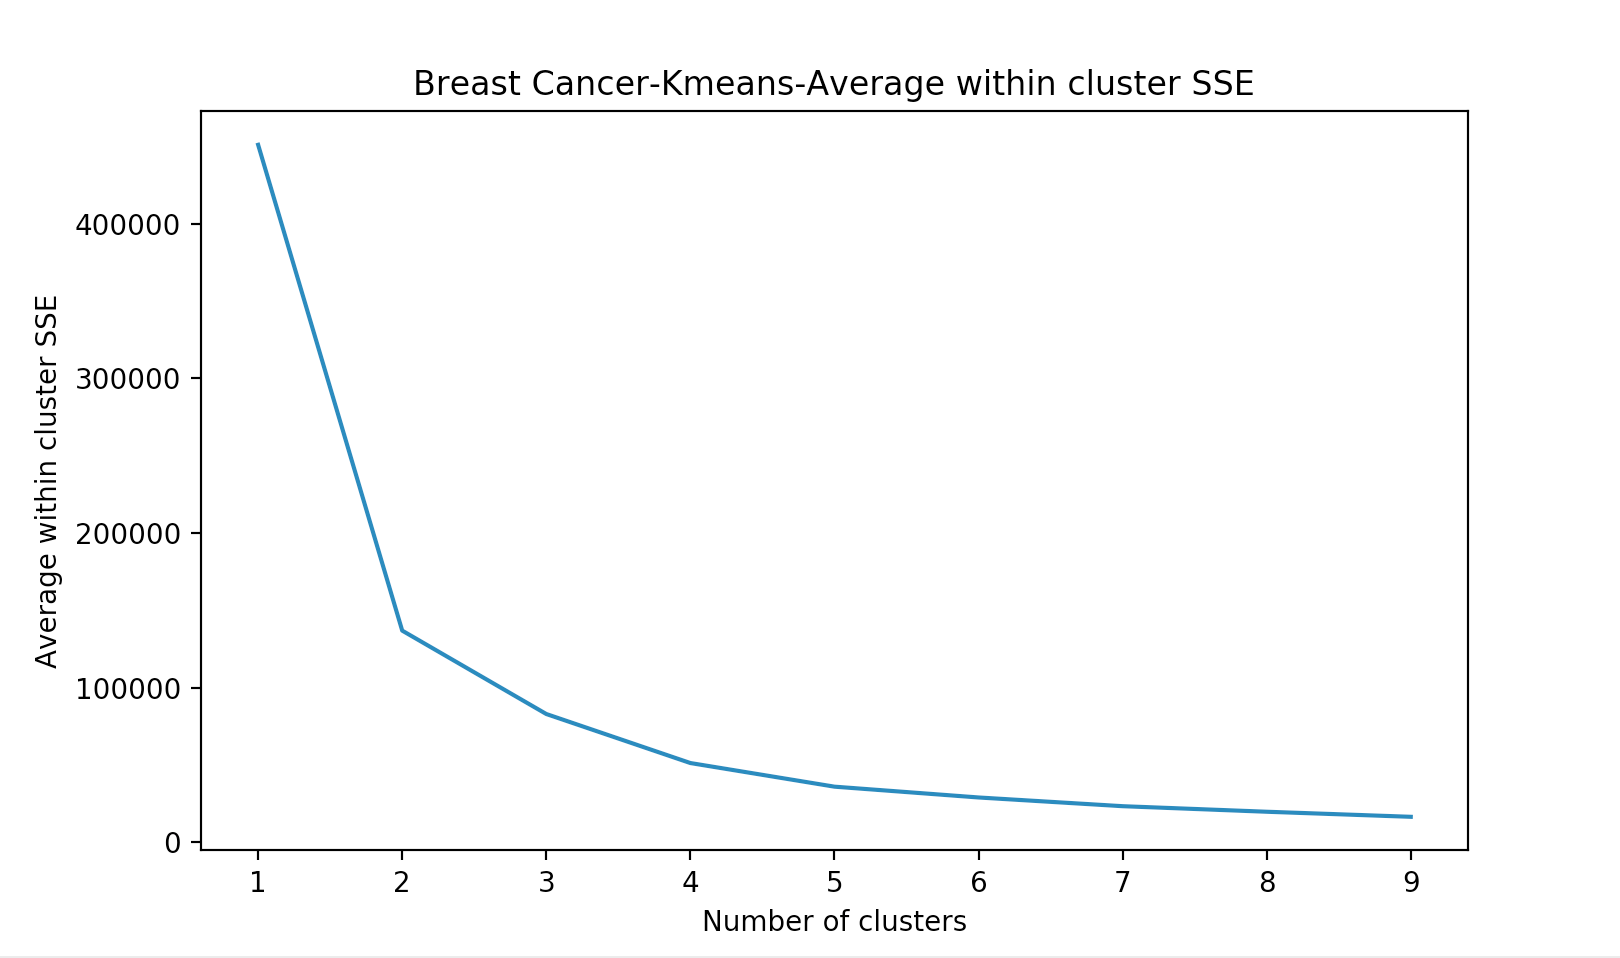 Breast Cancer-Kmeans-Average within cluster SSE
Average within cluster SSE
400000
300000
200000
100000
0
1 2 3 4 5 6 7 8 9
Number of clusters